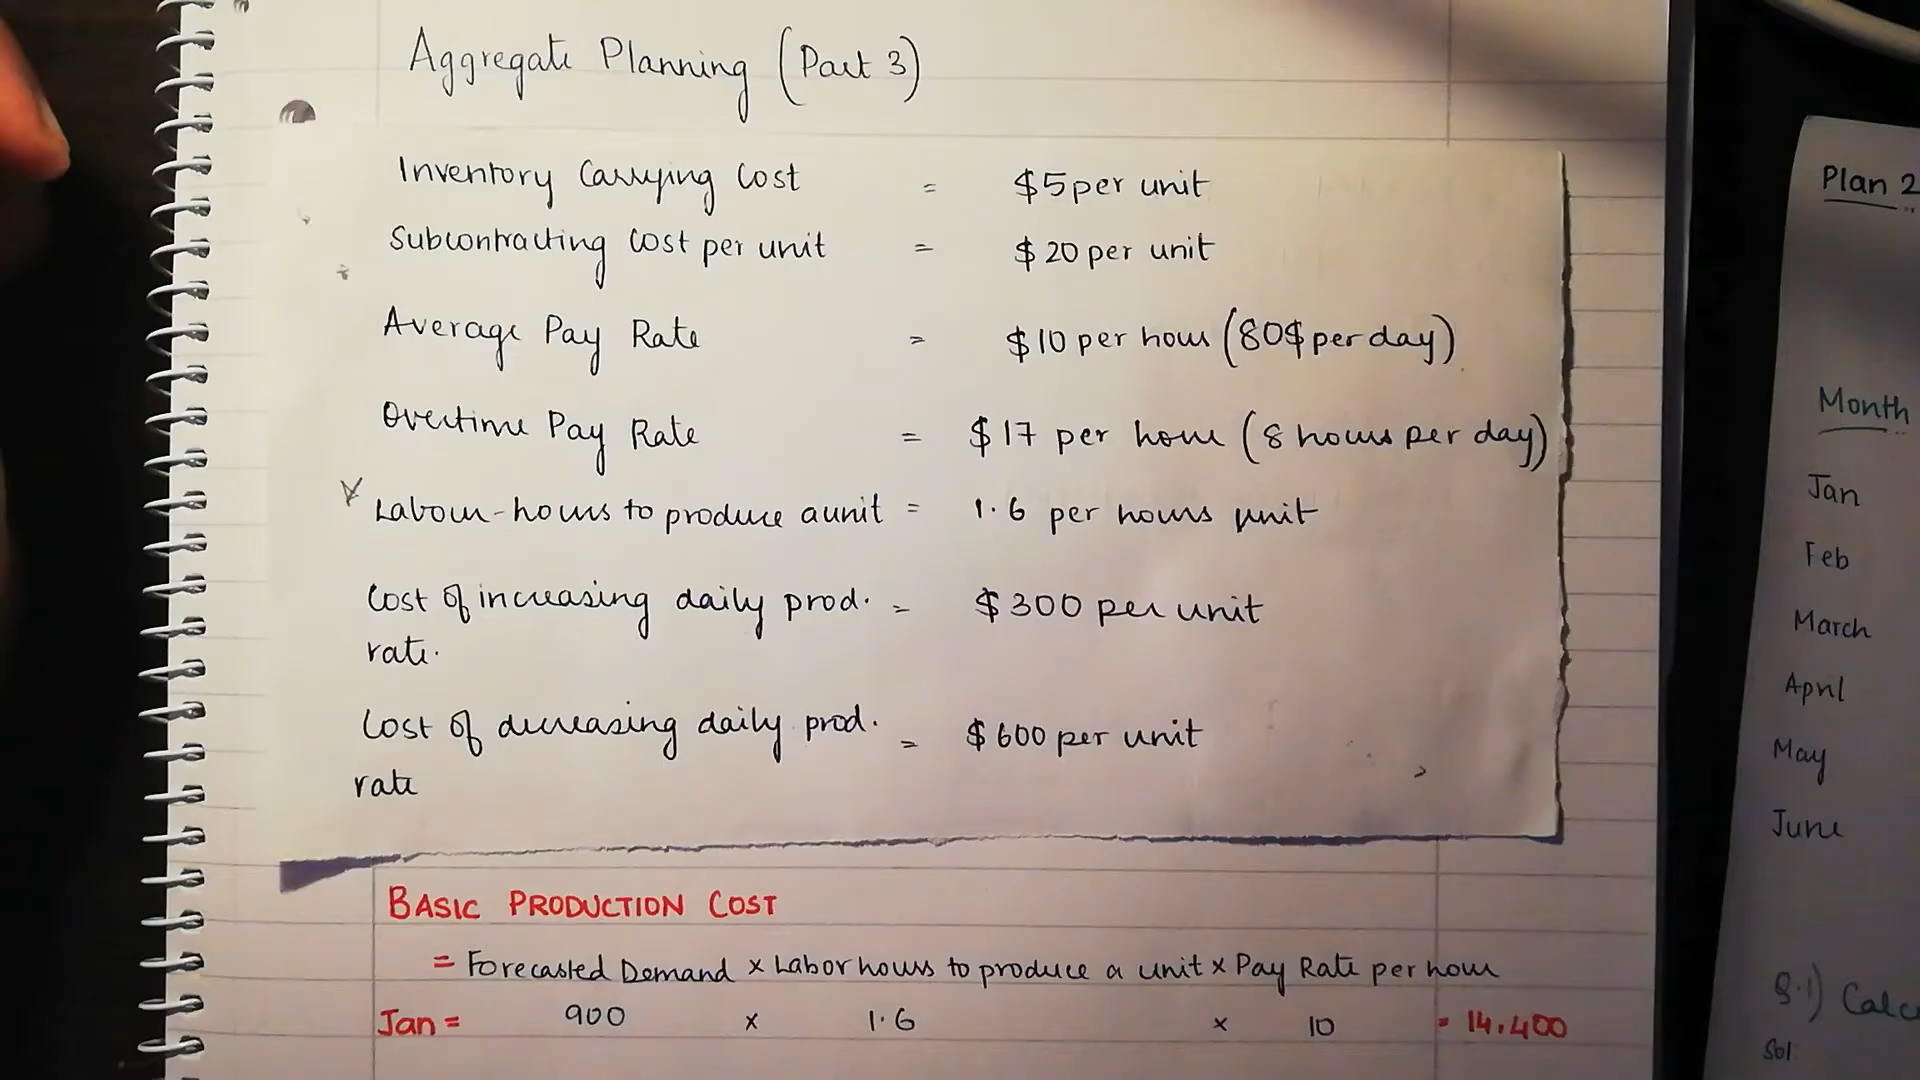 Aggregate Planning (Part 3)
Inventory Carrying Cost = $5 per unit
Subcontracting cost per unit = $20 per unit
Average Pay Rate = $10 per hour (80$ per day)
Overtime Pay Rate = $17 per hour (8 hours per day)
Labour-hours to produce a unit = 1.6 per hours unit
Cost of increasing daily prod. = $300 per unit
rate.
Cost of decreasing daily prod. = $600 per unit
rate
BASIC PRODUCTION COST
= Forecasted Demand × Labor hours to produce a unit × Pay Rate per hour
Jan = 900 × 1.6 × 10 = 14,400
Plan 2
Month
Jan
Feb
March
April
May
June
Q.1) Calc
Sol.